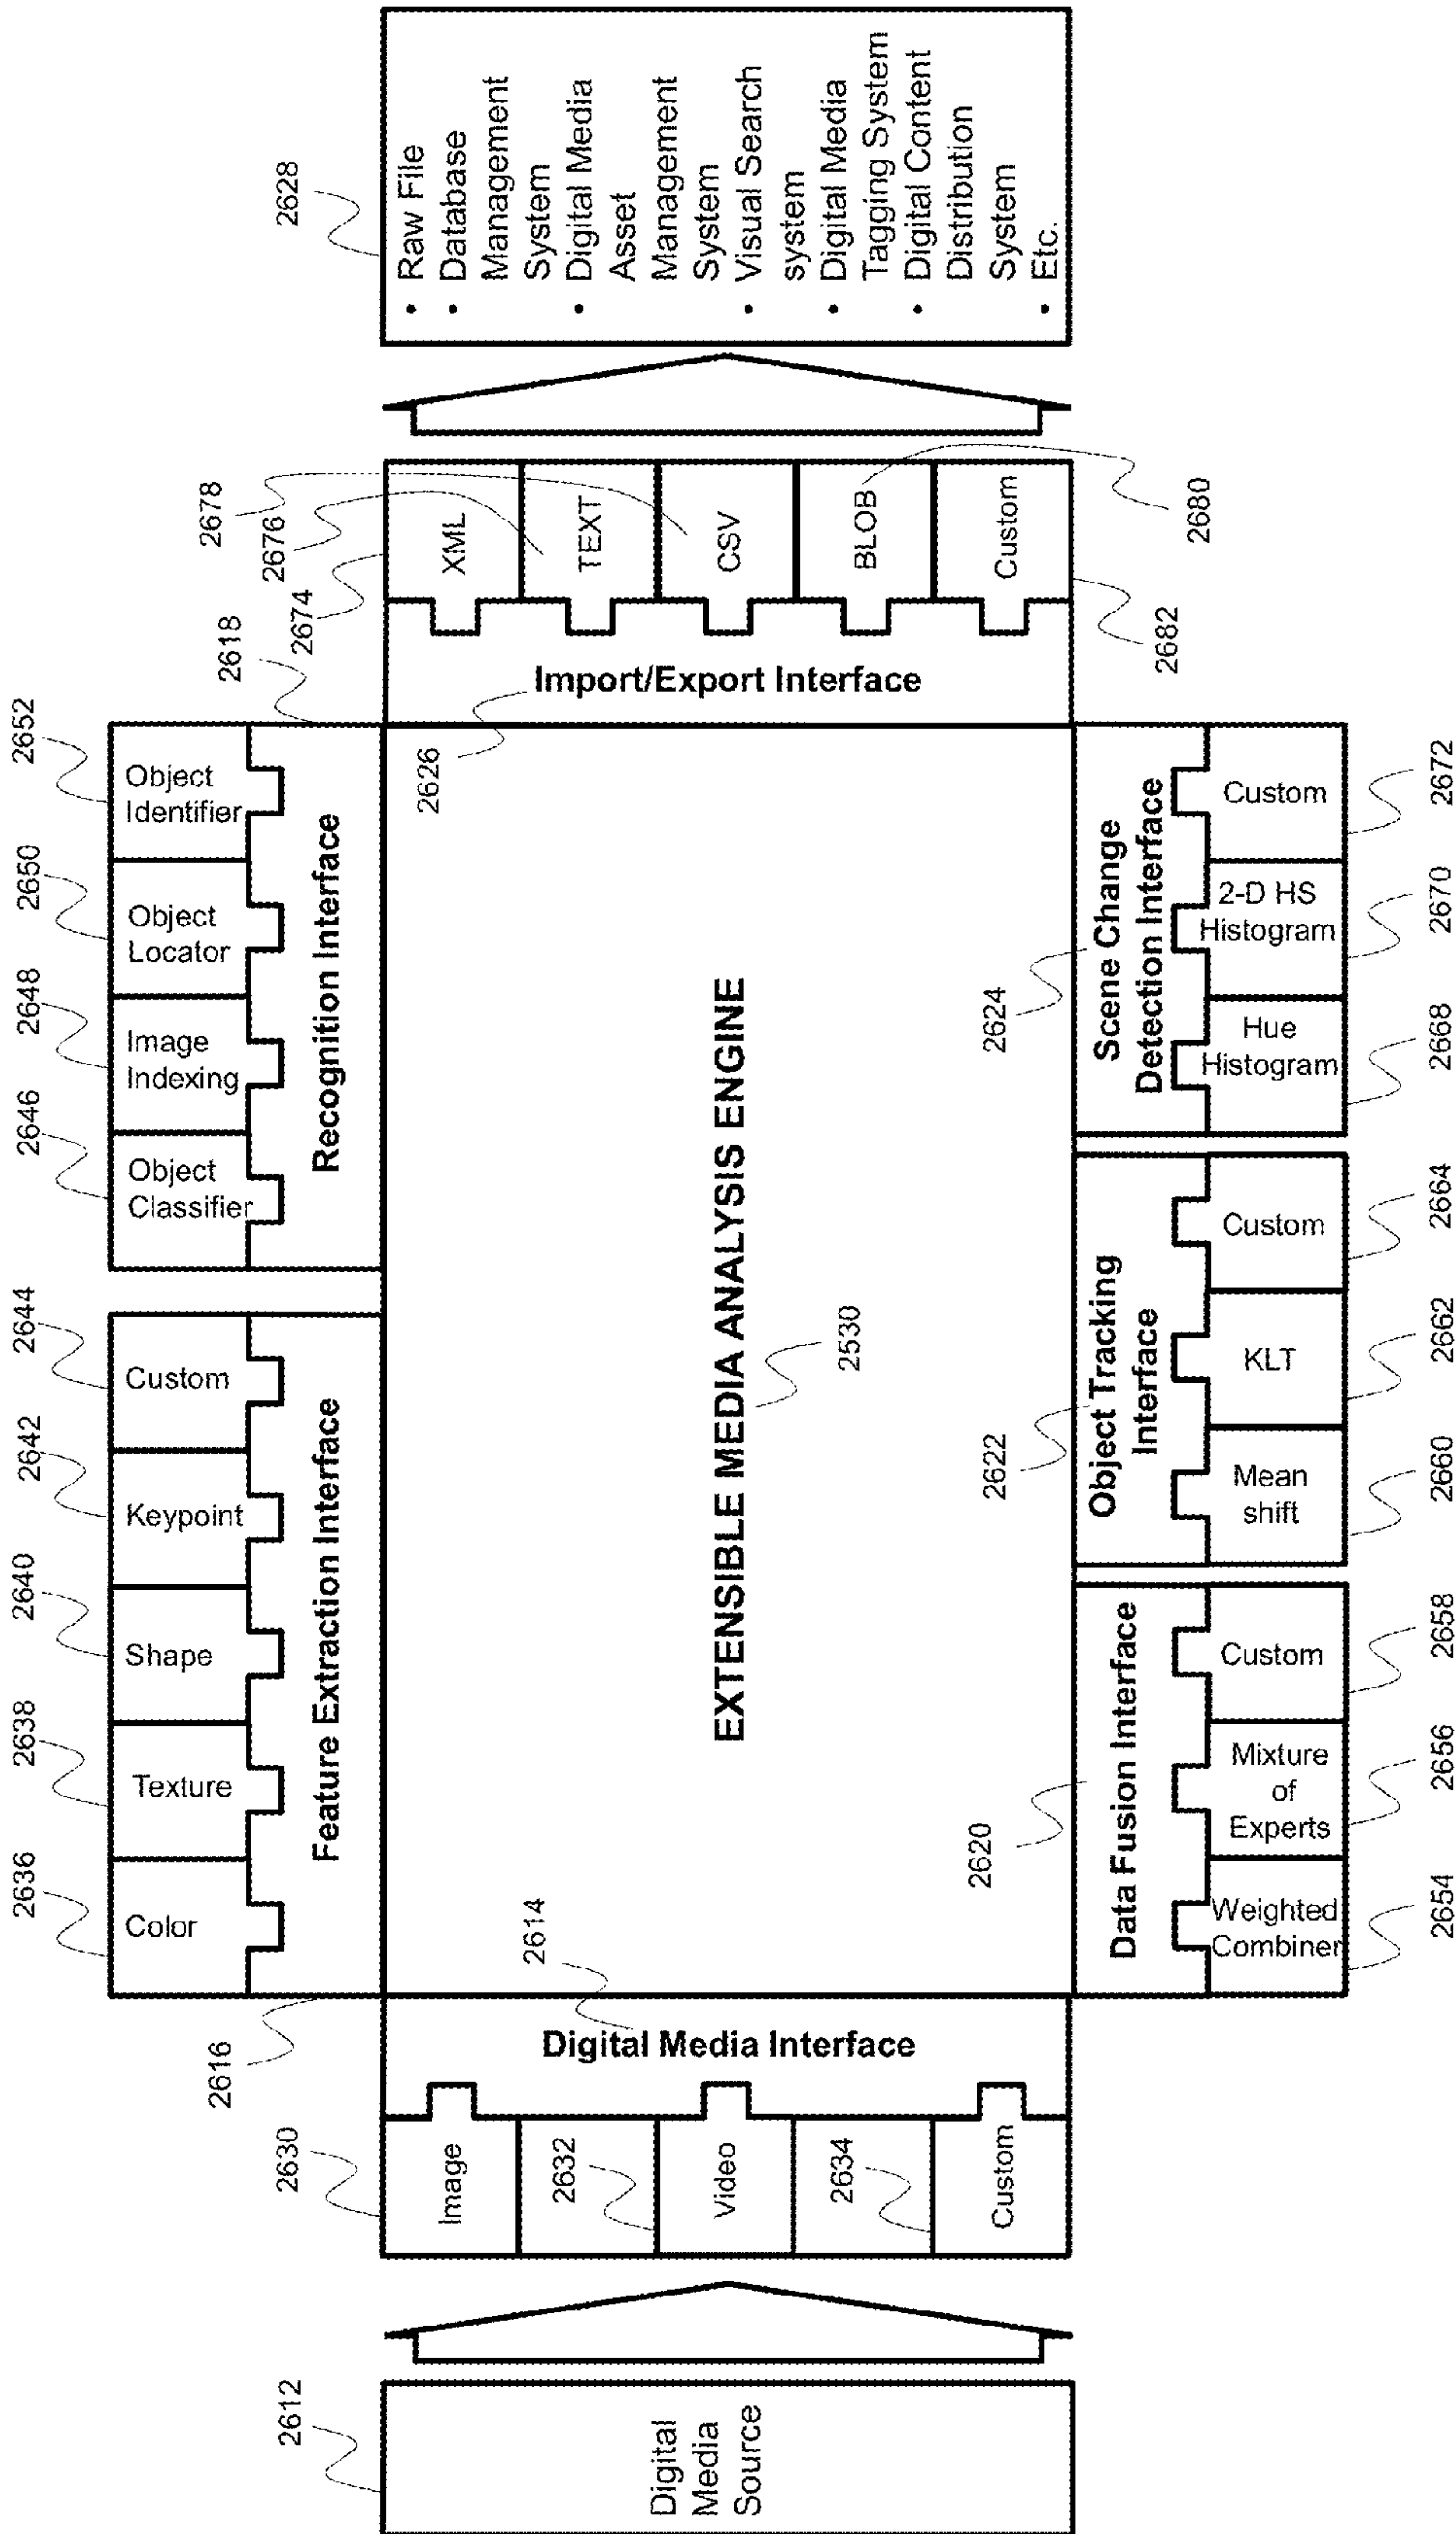 2612
Digital
Media
Source
2630
Image
2632
Video
2634
Custom
2614
Digital Media Interface
2616
2636
Color
2638
Texture
2640
Shape
2642
Keypoint
2644
Custom
Feature Extraction Interface
2646
Object
Classifier
2648
Image
Indexing
2650
Object
Locator
2652
Object
Identifier
Recognition Interface
2618
EXTENSIBLE MEDIA ANALYSIS ENGINE
2530
2620
Data Fusion Interface
Weighted
Combiner
2654
Mixture
of
Experts
2656
Custom
2658
2622
Object Tracking
Interface
Mean
shift
2660
KLT
2662
Custom
2664
2624
Scene Change
Detection Interface
Hue
Histogram
2668
2-D HS
Histogram
2670
Custom
2672
2626
Import/Export Interface
2674
XML
2676
TEXT
2678
CSV
BLOB
2680
Custom
2682
2628
• Raw File
• Database
Management
System
• Digital Media
Asset
Management
System
• Visual Search
system
• Digital Media
Tagging System
• Digital Content
Distribution
System
• Etc.